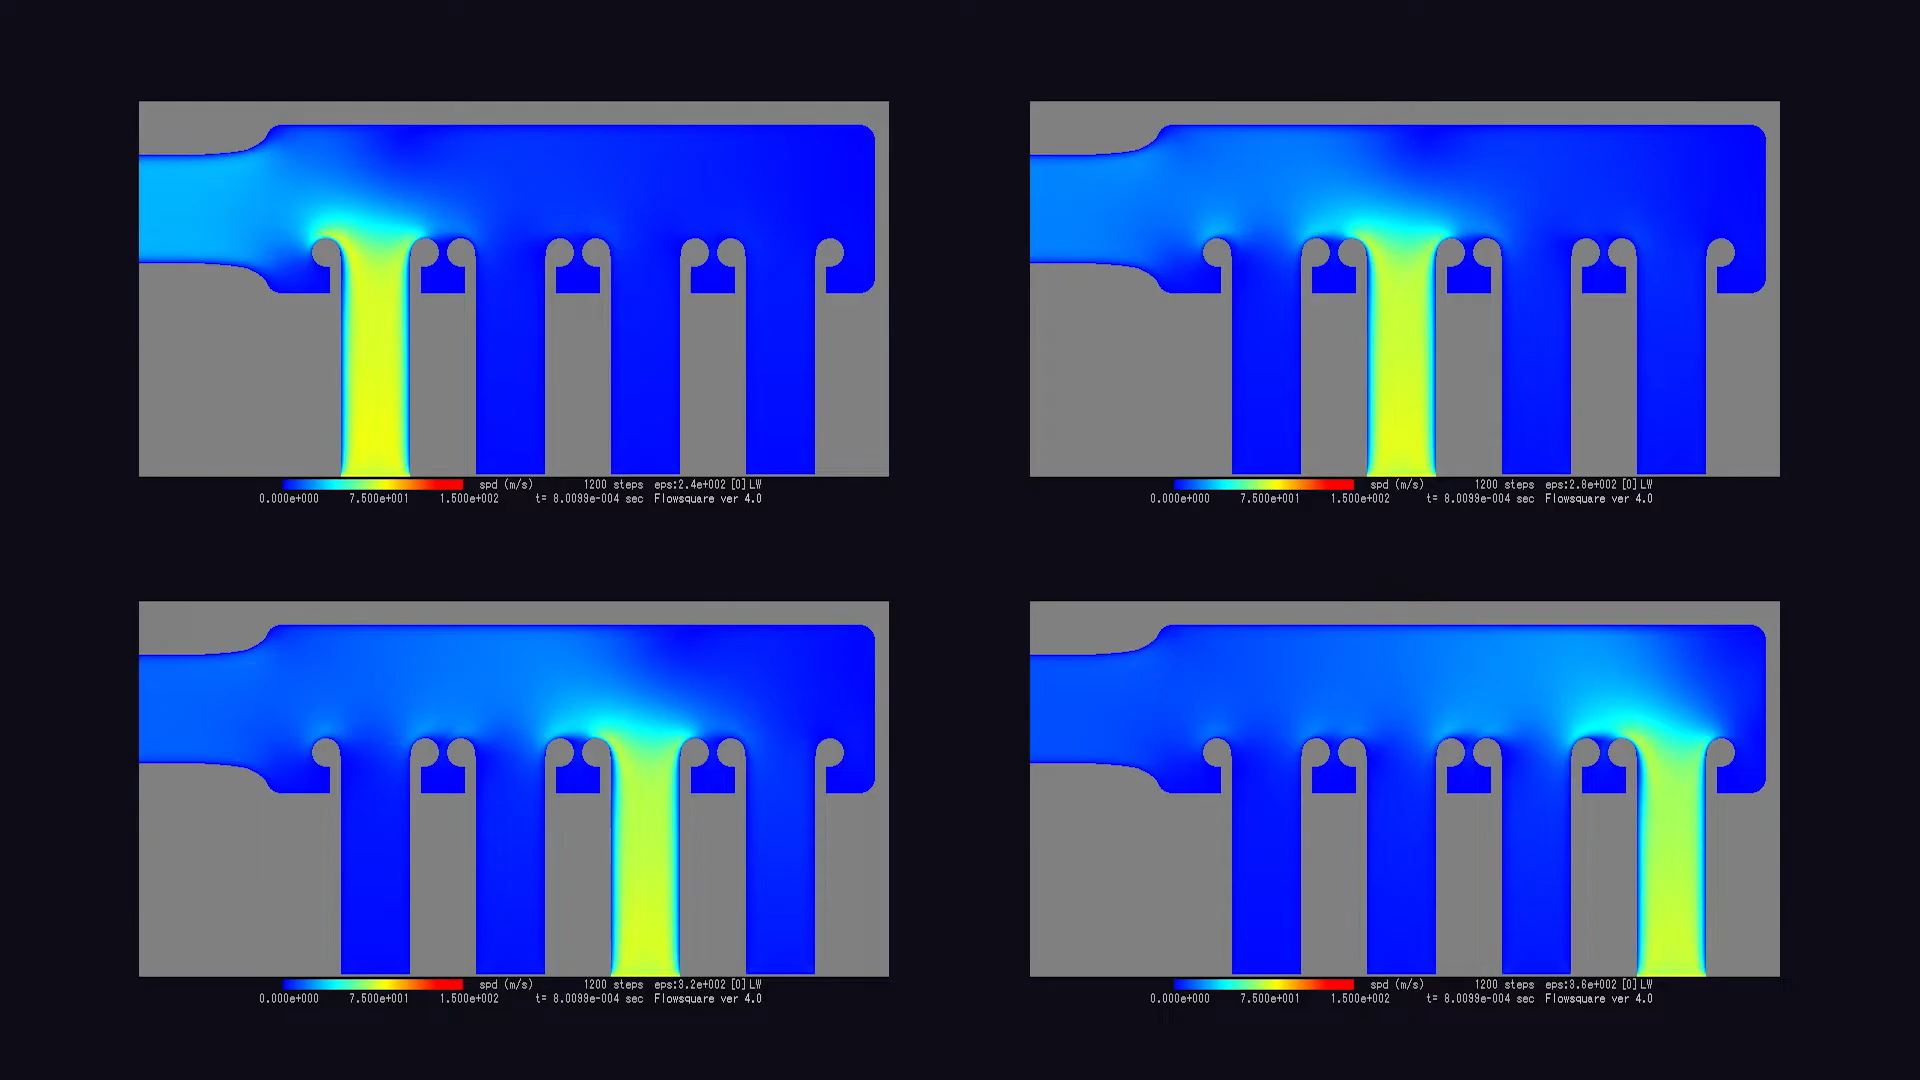 spd (m/s) 1200 steps eps:2.4e+002 [0]LW
0.000e+000 7.500e+001 1.500e+002 t= 8.0099e-004 sec Flowsquare ver 4.0
spd (m/s) 1200 steps eps:2.8e+002 [0]LW
0.000e+000 7.500e+001 1.500e+002 t= 8.0099e-004 sec Flowsquare ver 4.0
spd (m/s) 1200 steps eps:3.2e+002 [0]LW
0.000e+000 7.500e+001 1.500e+002 t= 8.0099e-004 sec Flowsquare ver 4.0
spd (m/s) 1200 steps eps:3.6e+002 [0]LW
0.000e+000 7.500e+001 1.500e+002 t= 8.0099e-004 sec Flowsquare ver 4.0